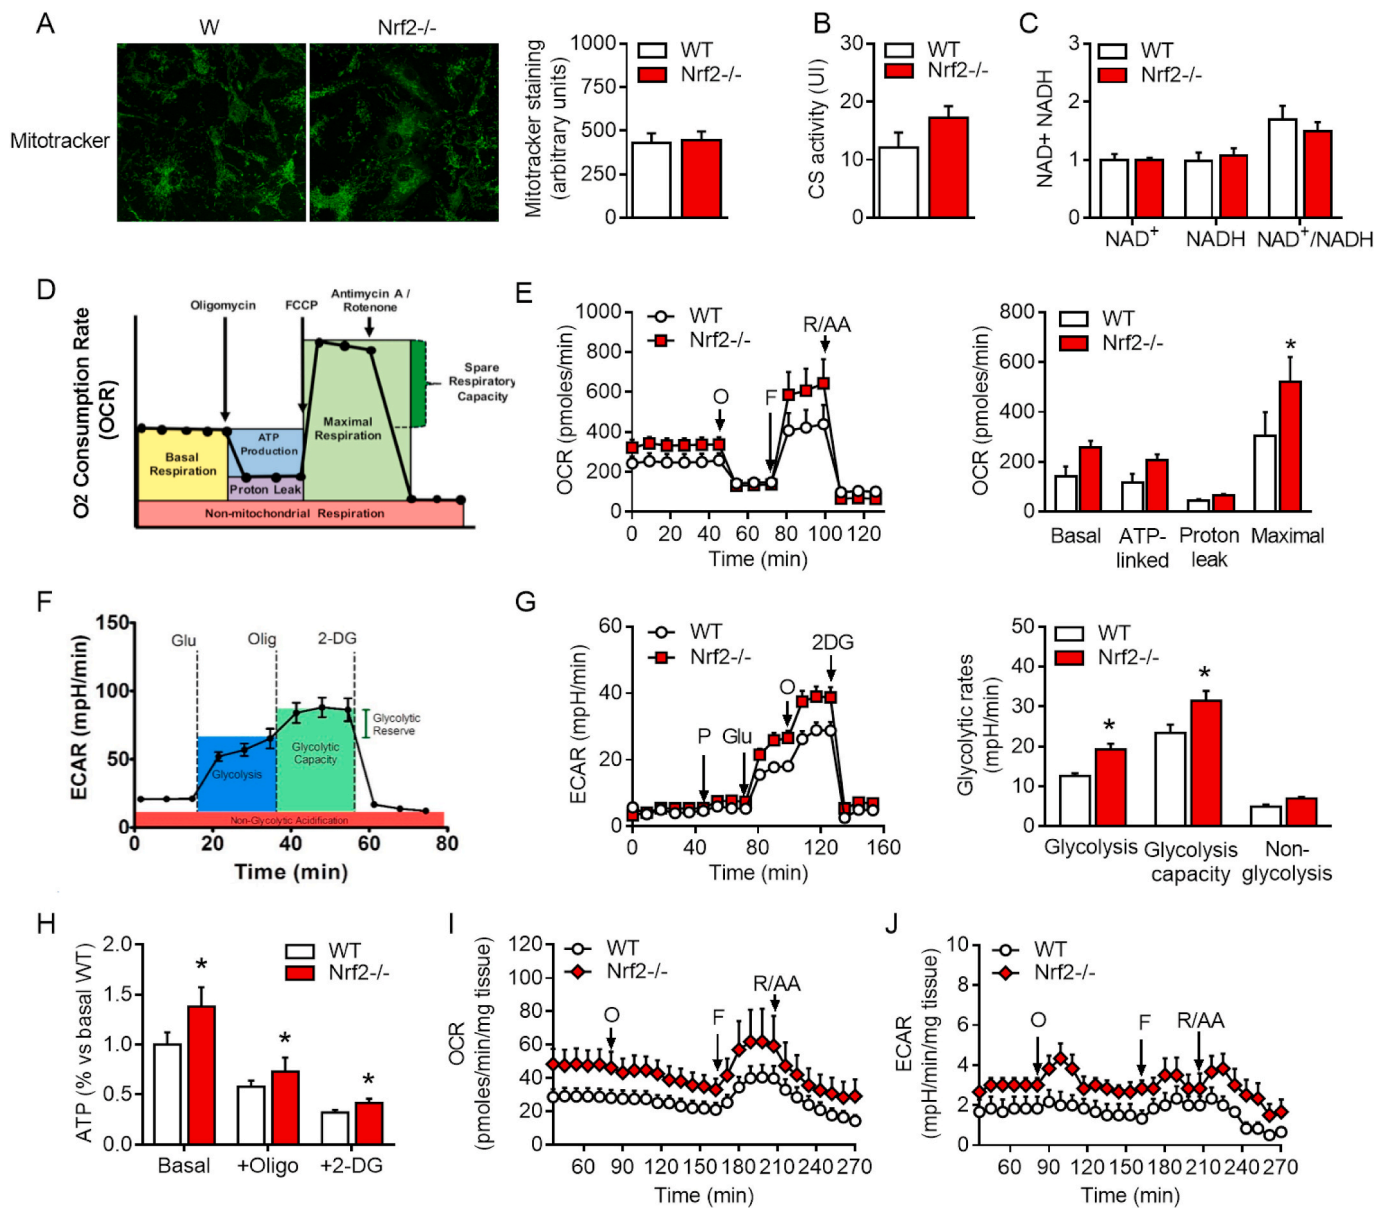 A
W
Nrf2-/-
Mitotracker
Mitotracker staining
(arbitrary units)
1000
750
500
250
0
WT
Nrf2-/-
B
CS activity (UI)
30
20
10
0
WT
Nrf2-/-
C
NAD+ NADH
3
2
1
0
WT
Nrf2-/-
NAD+
NADH
NAD+/NADH
D
O2 Consumption Rate
(OCR)
Oligomycin
FCCP
Antimycin A /
Rotenone
Spare
Respiratory
Capacity
ATP
Production
Maximal
Respiration
Basal
Respiration
Proton Leak
Non-mitochondrial Respiration
E
OCR (pmoles/min)
1000
800
600
400
200
0
WT
Nrf2-/-
O
F
R/AA
0 20 40 60 80 100 120
Time (min)
OCR (pmoles/min)
800
600
400
200
0
WT
Nrf2-/-
*
Basal
ATP-
linked
Proton
leak
Maximal
F
ECAR (mpH/min)
150
100
50
0
Glu
Olig
2-DG
Glycolytic
Reserve
Glycolysis
Glycolytic
Capacity
Non-Glycolytic Acidification
0 20 40 60 80
Time (min)
G
ECAR (mpH/min)
60
40
20
0
WT
Nrf2-/-
P
Glu
O
2DG
0 40 80 120 160
Time (min)
Glycolytic rates
(mpH/min)
50
40
30
20
10
0
WT
Nrf2-/-
*
*
Glycolysis
Glycolysis
capacity
Non-
glycolysis
H
ATP (% vs basal WT)
2.0
1.5
1.0
0.5
0.0
WT
Nrf2-/-
*
*
*
Basal
+Oligo
+2-DG
I
OCR
(pmoles/min/mg tissue)
120
100
80
60
40
20
0
WT
Nrf2-/-
O
F
R/AA
60 90 120 150 180 210 240 270
Time (min)
J
ECAR
(mpH/min/mg tissue)
10
8
6
4
2
0
WT
Nrf2-/-
O
F
R/AA
60 90 120 150 180 210 240 270
Time (min)